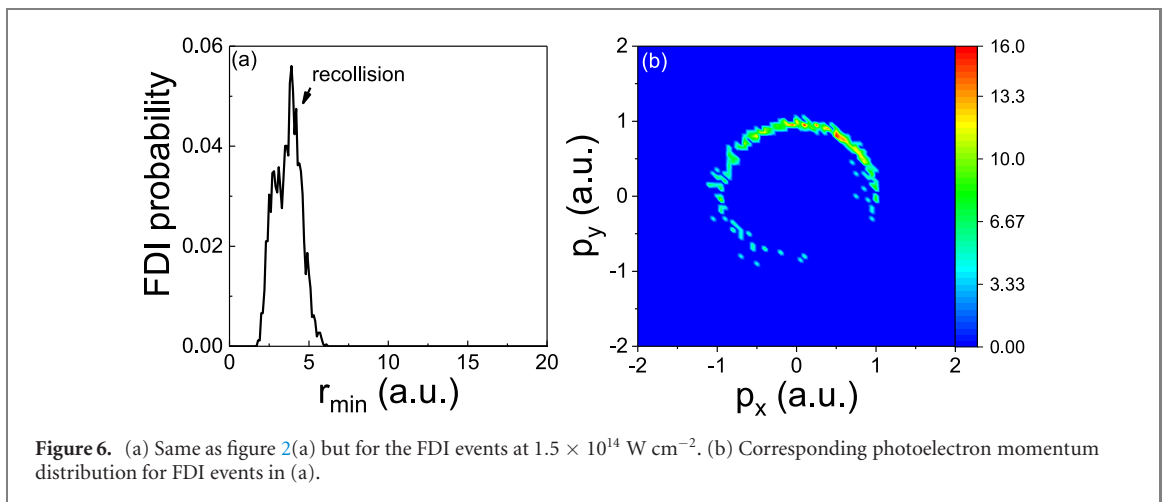 0.06
(a)
recollision
0.04
0.02
0.00
FDI probability
0 5 10 15 20
r_min (a.u.)
2
(b)
1
0
-1
-2
p_y (a.u.)
-2 -1 0 1 2
p_x (a.u.)
16.0
13.3
10.0
6.67
3.33
0.00
Figure 6. (a) Same as figure 2(a) but for the FDI events at 1.5 × 10^14 W cm^−2. (b) Corresponding photoelectron momentum
distribution for FDI events in (a).